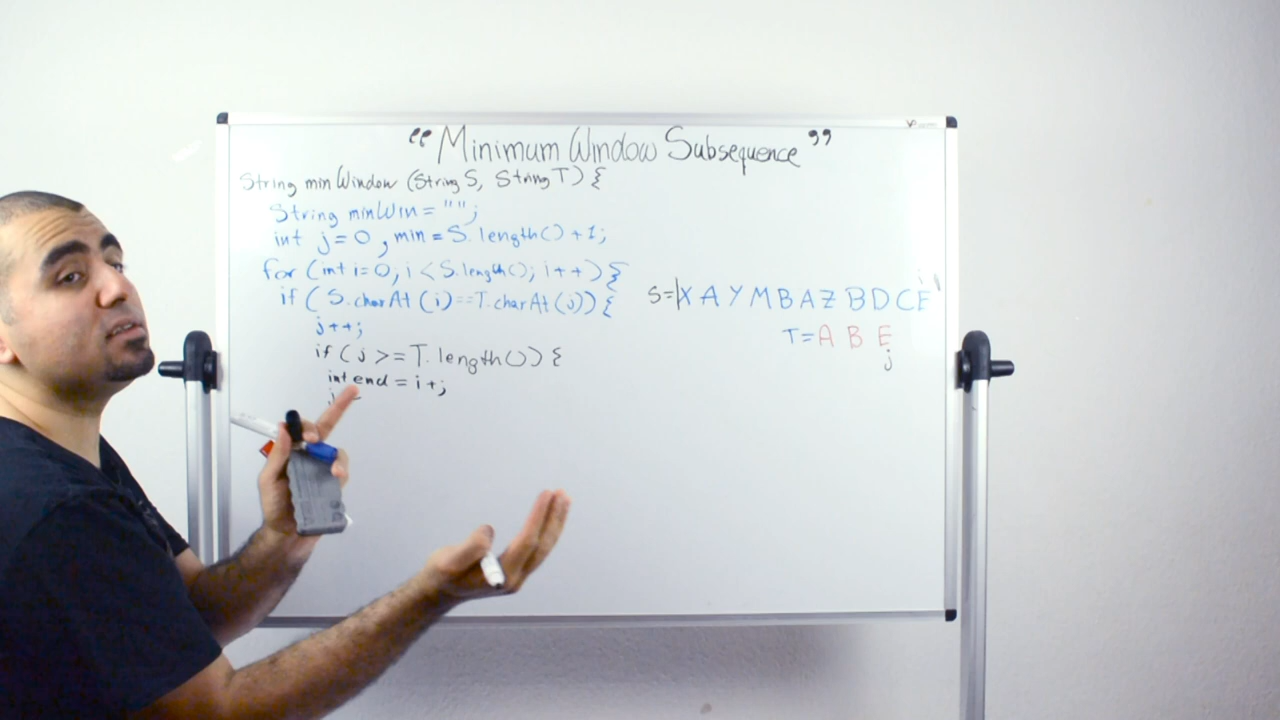 "Minimum Window Subsequence"
String minWindow (String S, String T) {
String minWin = "";
int j=0, min = S.length()+1;
for (int i=0; i < S.length(); i++) {
if ( S.charAt (i)==T.charAt (j)) {
j++;
if ( j >= T.length()) {
int end = i+j
S= X A Y M B A Z B D C E
i
T= A B E
j